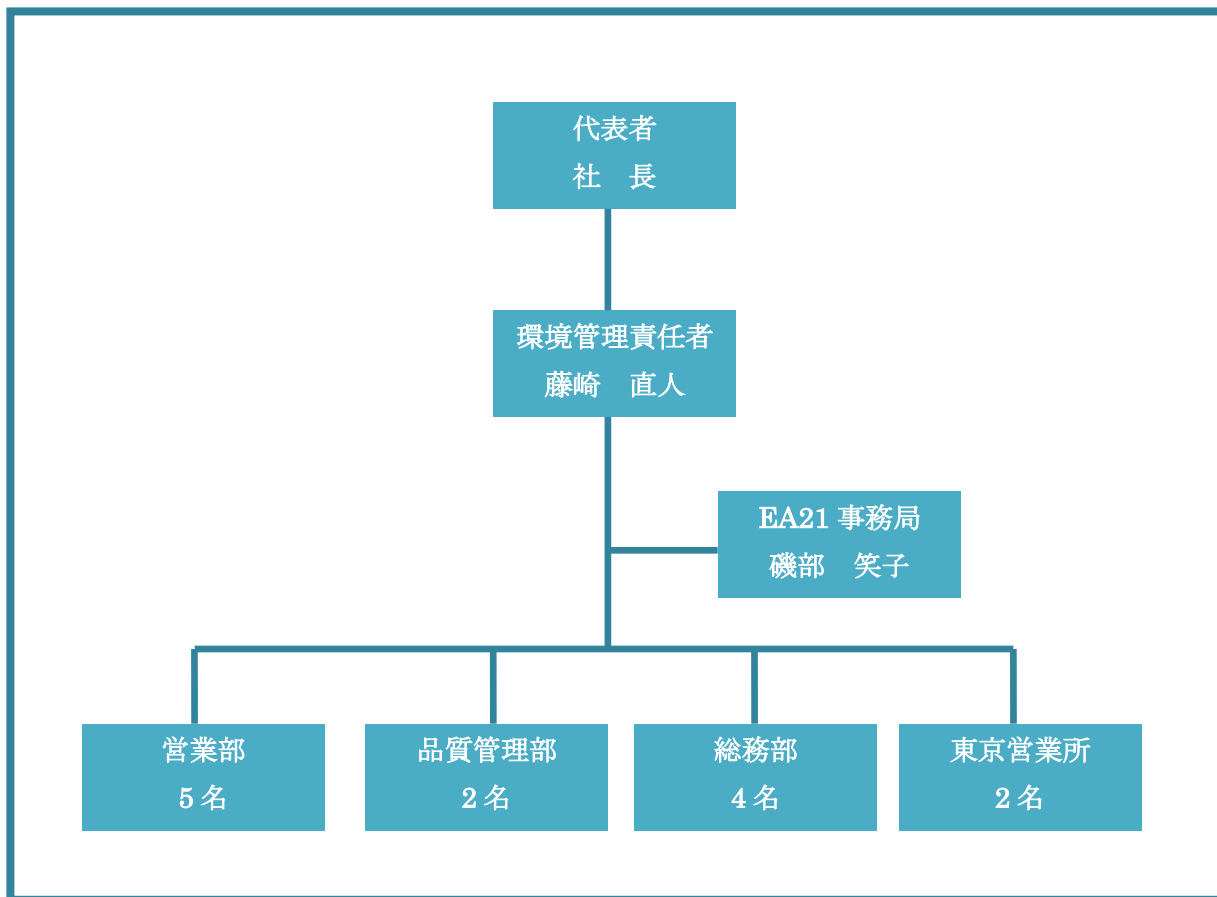 代表者
社　長
環境管理責任者
藤崎　直人
EA21 事務局
磯部　笑子
営業部
5 名
品質管理部
2 名
総務部
4 名
東京営業所
2 名